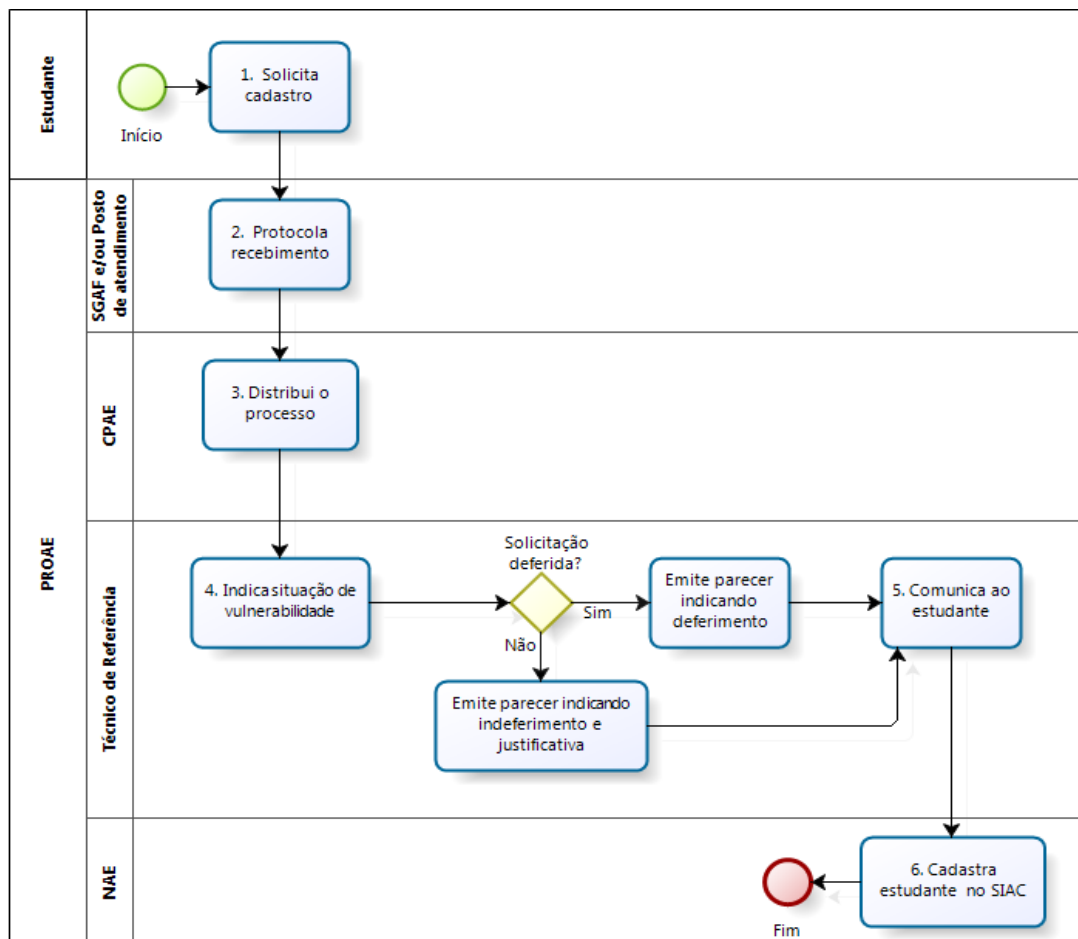 Estudante
Início
1. Solicita
cadastro
PROAE
SGAF e/ou Posto
de atendimento
2. Protocola
recebimento
CPAE
3. Distribui o
processo
Técnico de Referência
4. Indica situação de
vulnerabilidade
Solicitação
deferida?
Sim
Não
Emite parecer
indicando
deferimento
5. Comunica ao
estudante
Emite parecer indicando
indeferimento e
justificativa
NAE
6. Cadastra
estudante no SIAC
Fim